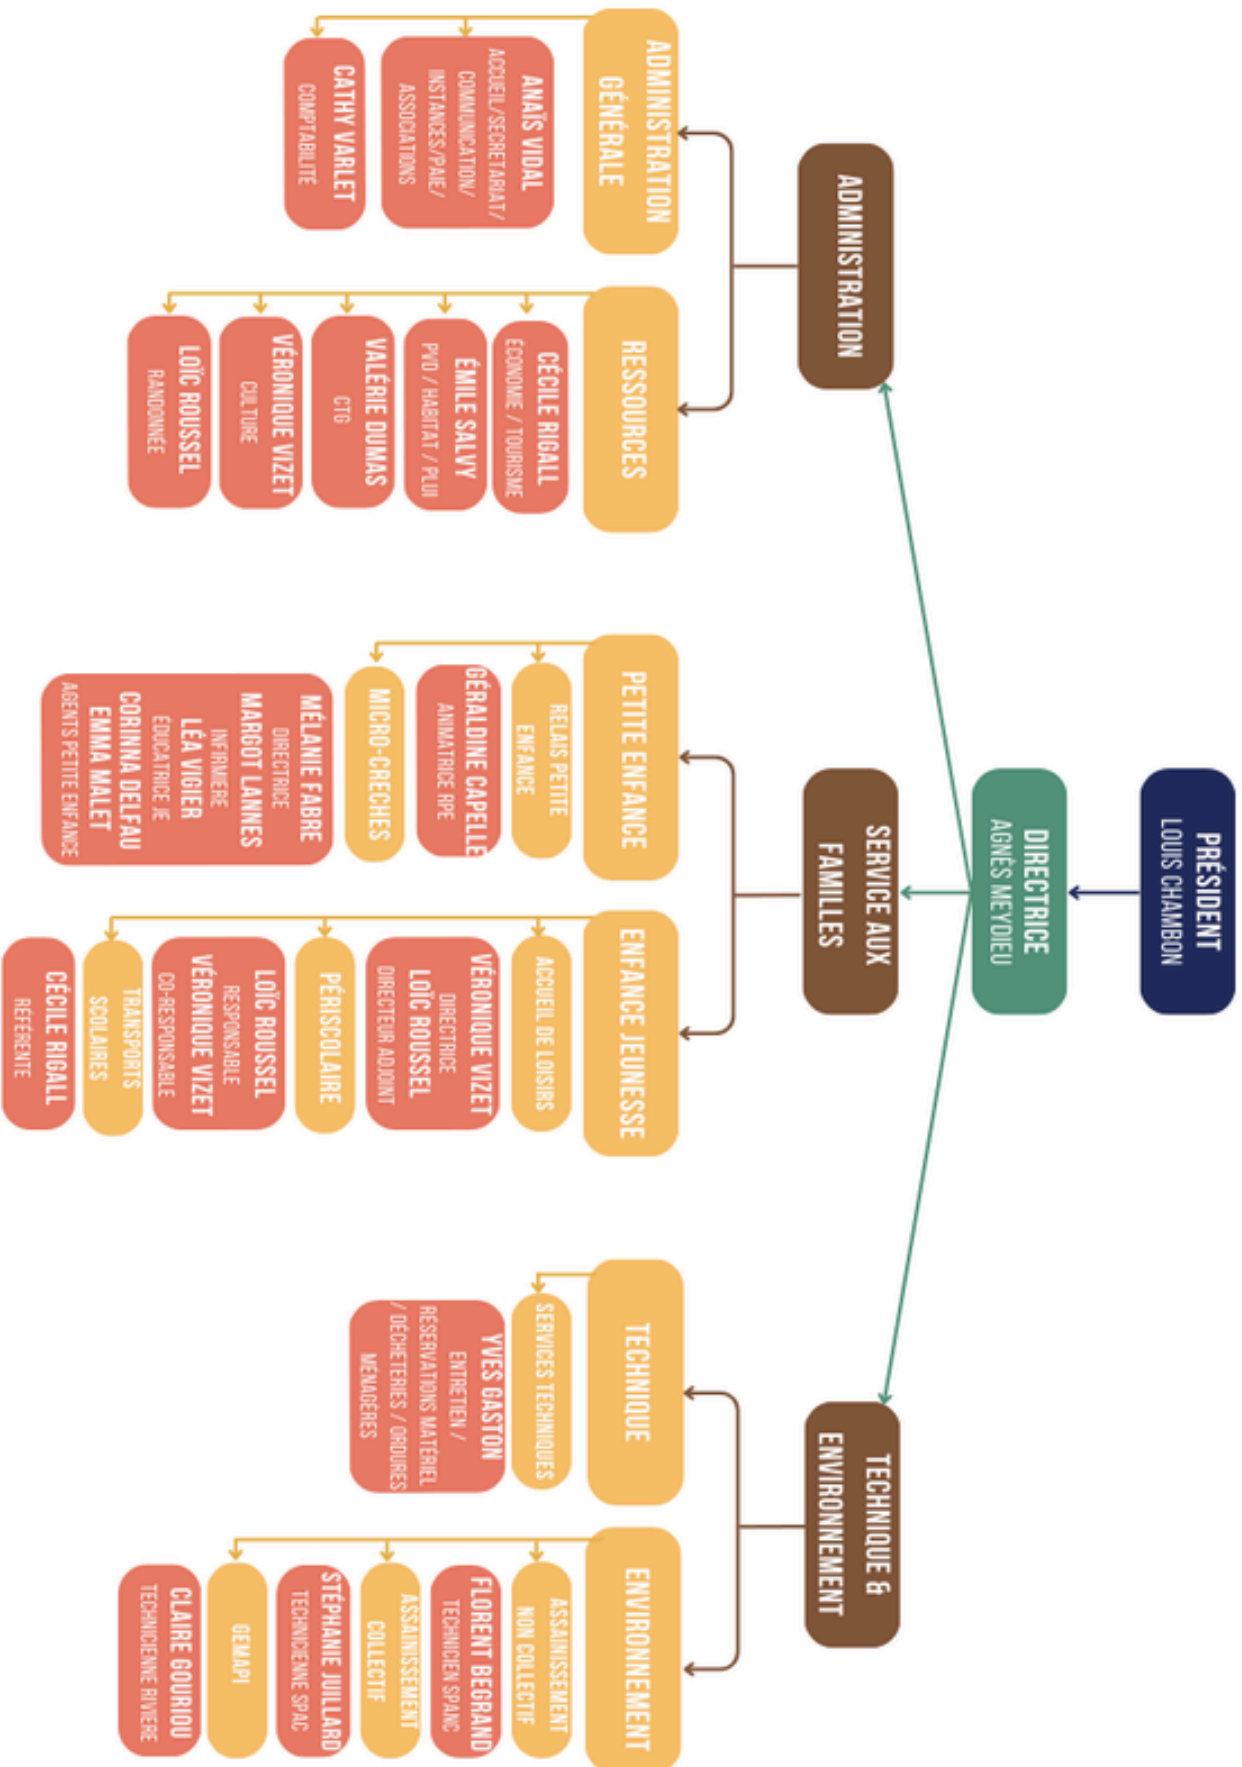 PRÉSIDENT
LOUIS CHAMBON
DIRECTRICE
AGNÈS MEYDIEU
ADMINISTRATION
ADMINISTRATION
GÉNÉRALE
ANAÏS VIDAL
ACCUEIL/SECRETARIAT/
COMMUNICATION/
INSTANCES/PAIE/
ASSOCIATIONS
CATHY VARLET
COMPTABILITÉ
RESSOURCES
CÉCILE RIGALL
ÉCONOMIE / TOURISME
ÉMILE SALVY
PVD / HABITAT / PLUI
VALÉRIE DUMAS
CTG
VÉRONIQUE VIZET
CULTURE
LOÏC ROUSSEL
RANDONNÉE
SERVICE AUX
FAMILLES
PETITE ENFANCE
RELAIS PETITE
ENFANCE
GÉRALDINE CAPELLE
ANIMATRICE RPE
MICRO-CRECHES
MÉLANIE FABRE
DIRECTRICE
MARGOT LANNES
INFIRMIERE
LÉA VIGIER
ÉDUCATRICE JE
CORINNA DELFAU
EMMA MALET
AGENTS PETITE ENFANCE
ENFANCE JEUNESSE
ACCUEIL DE LOISIRS
VÉRONIQUE VIZET
DIRECTRICE
LOÏC ROUSSEL
DIRECTEUR ADJOINT
PÉRISCOLAIRE
LOÏC ROUSSEL
RESPONSABLE
VÉRONIQUE VIZET
CO-RESPONSABLE
TRANSPORTS
SCOLAIRES
CÉCILE RIGALL
RÉFÉRENTE
TECHNIQUE &
ENVIRONNEMENT
TECHNIQUE
SERVICES TECHNIQUES
YVES GASTON
ENTRETIEN /
RÉSERVATIONS MATÉRIEL
/ DÉCHETERIES / ORDURES
MÉNAGÈRES
ENVIRONNEMENT
ASSAINISSEMENT
NON COLLECTIF
FLORENT BEGRAND
TECHNICIEN SPANC
ASSAINISSEMENT
COLLECTIF
STÉPHANIE JUILLARD
TECHNICIENNE SPAC
GEMAPI
CLAIRE GOURIOU
TECHNICIENNE RIVIERE